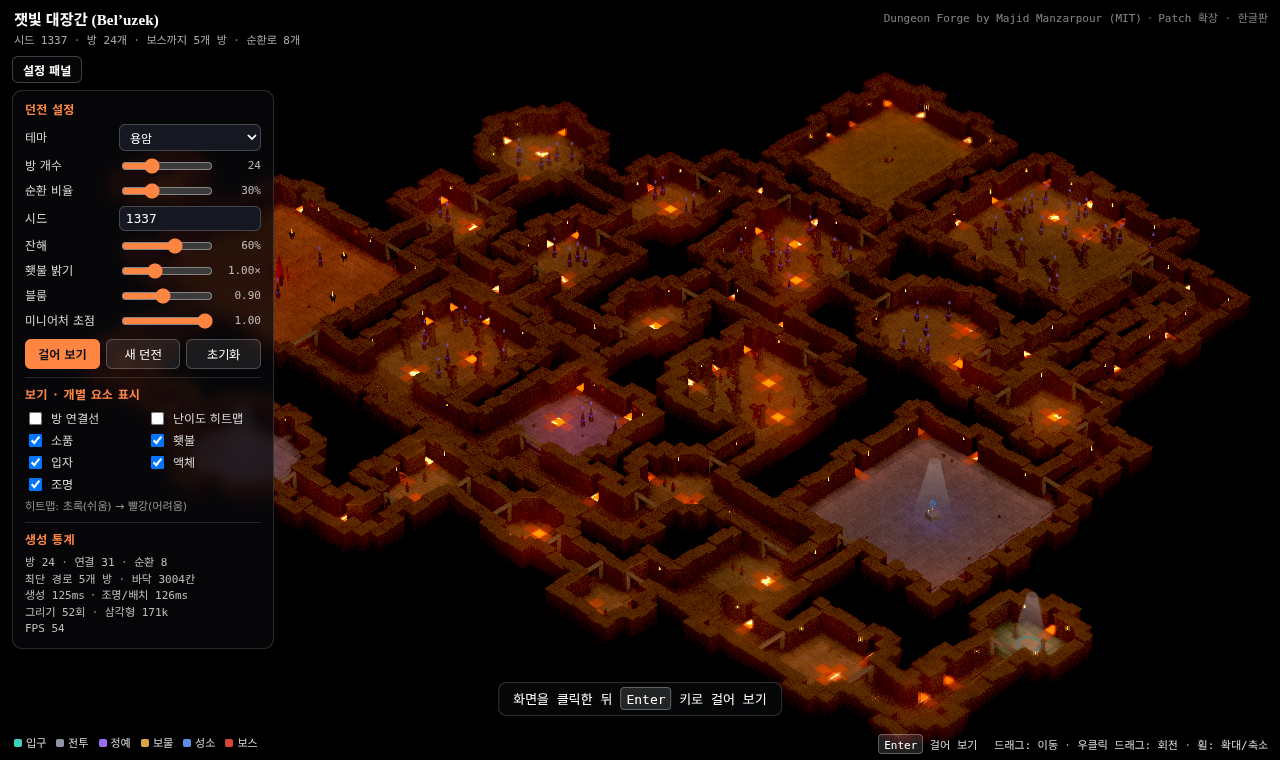 잿빛 대장간 (Bel’uzek)
시드 1337 · 방 24개 · 보스까지 5개 방 · 순환로 8개
Dungeon Forge by Majid Manzarpour (MIT) · Patch 확장 · 한글판
설정 패널
던전 설정
테마 용암
방 개수 24
순환 비율 30%
시드 1337
잔해 60%
횃불 밝기 1.00×
블룸 0.90
미니어처 초점 1.00
걸어 보기 새 던전 초기화
보기 · 개별 요소 표시
방 연결선 난이도 히트맵
소품 횃불
입자 액체
조명
히트맵: 초록(쉬움) → 빨강(어려움)
생성 통계
방 24 · 연결 31 · 순환 8
최단 경로 5개 방 · 바닥 3004칸
생성 125ms · 조명/배치 126ms
그리기 52회 · 삼각형 171k
FPS 54
화면을 클릭한 뒤 Enter 키로 걸어 보기
입구 전투 정예 보물 성소 보스
Enter 걸어 보기 드래그: 이동 · 우클릭 드래그: 회전 · 휠: 확대/축소